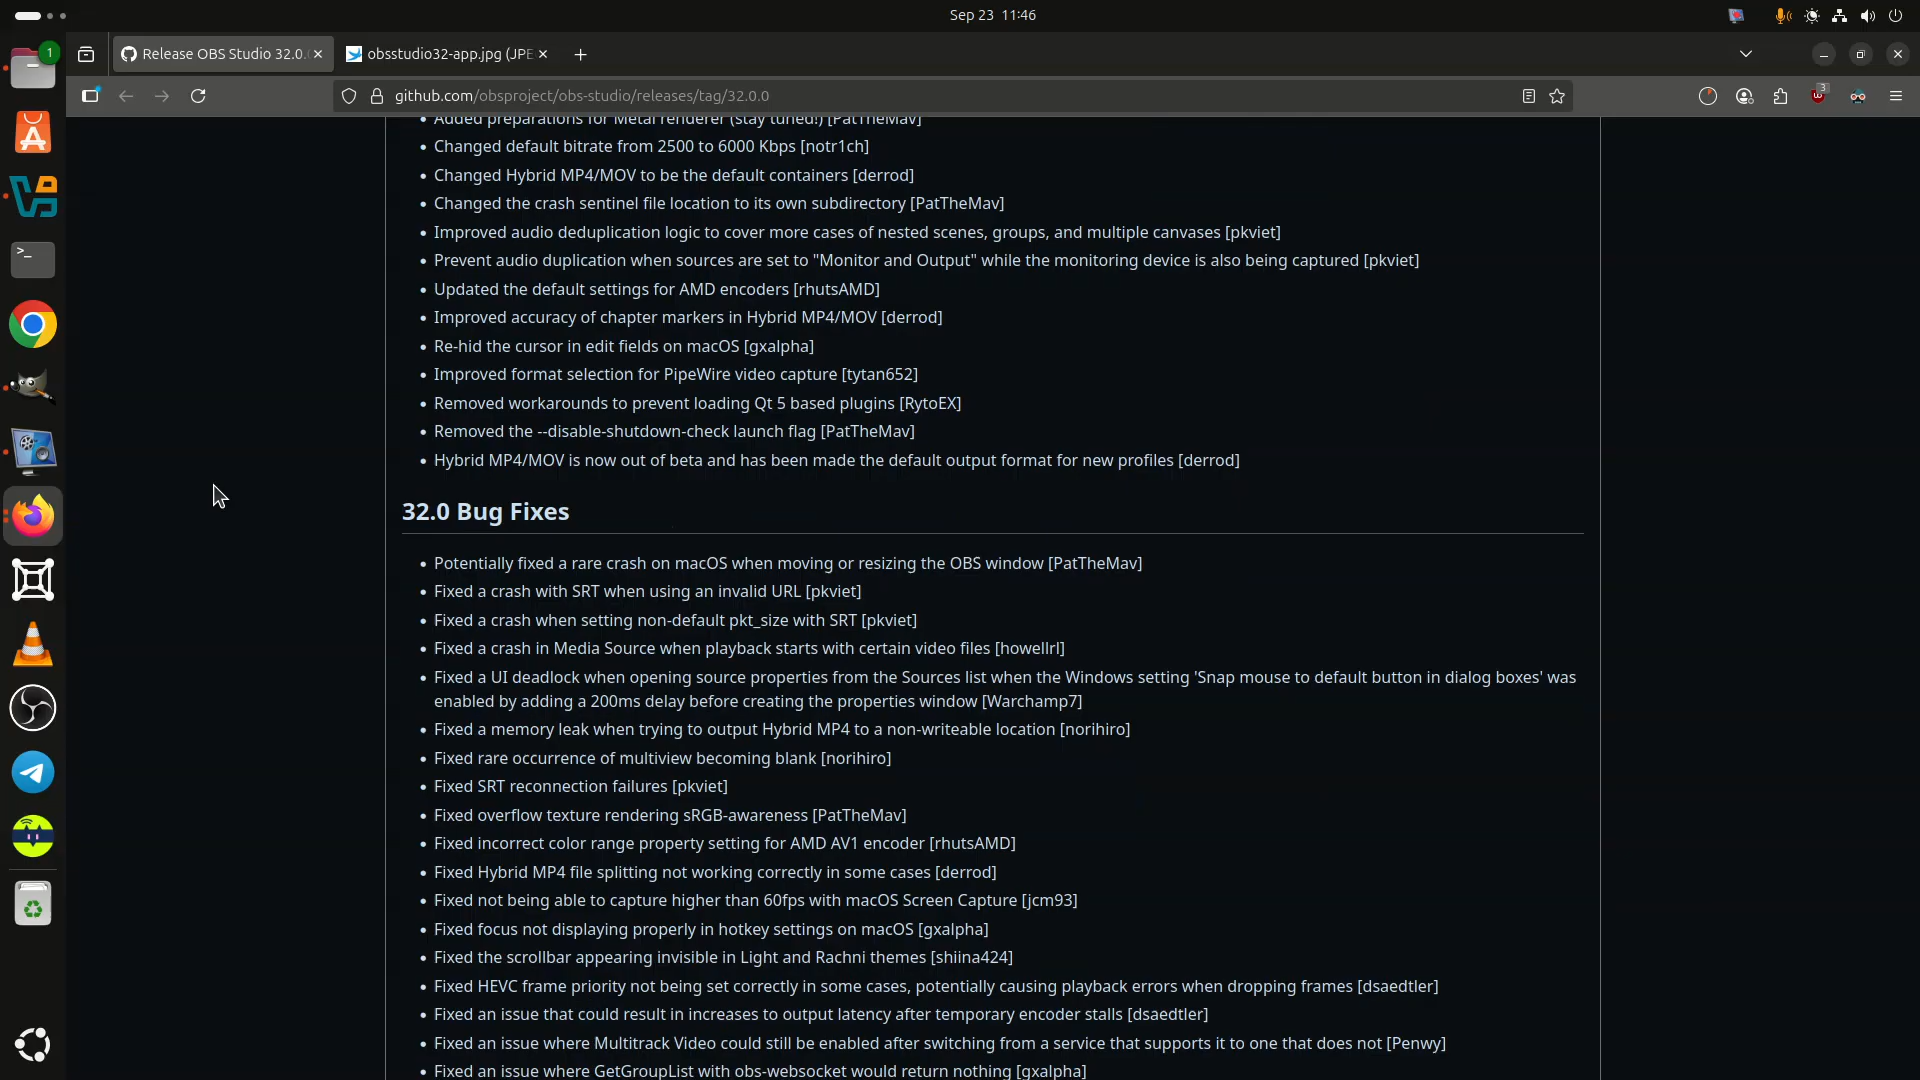 Sep 23 11:46
1
Release OBS Studio 32.0.
obsstudio32-app.jpg (JPE
github.com/obsproject/obs-studio/releases/tag/32.0.0
3
Added preparations for Metal renderer (stay tuned!) [PatTheMav]
Changed default bitrate from 2500 to 6000 Kbps [notr1ch]
Changed Hybrid MP4/MOV to be the default containers [derrod]
Changed the crash sentinel file location to its own subdirectory [PatTheMav]
Improved audio deduplication logic to cover more cases of nested scenes, groups, and multiple canvases [pkviet]
Prevent audio duplication when sources are set to "Monitor and Output" while the monitoring device is also being captured [pkviet]
Updated the default settings for AMD encoders [rhutsAMD]
Improved accuracy of chapter markers in Hybrid MP4/MOV [derrod]
Re-hid the cursor in edit fields on macOS [gxalpha]
Improved format selection for PipeWire video capture [tytan652]
Removed workarounds to prevent loading Qt 5 based plugins [RytoEX]
Removed the --disable-shutdown-check launch flag [PatTheMav]
Hybrid MP4/MOV is now out of beta and has been made the default output format for new profiles [derrod]
32.0 Bug Fixes
Potentially fixed a rare crash on macOS when moving or resizing the OBS window [PatTheMav]
Fixed a crash with SRT when using an invalid URL [pkviet]
Fixed a crash when setting non-default pkt_size with SRT [pkviet]
Fixed a crash in Media Source when playback starts with certain video files [howellrl]
Fixed a UI deadlock when opening source properties from the Sources list when the Windows setting 'Snap mouse to default button in dialog boxes' was
enabled by adding a 200ms delay before creating the properties window [Warchamp7]
Fixed a memory leak when trying to output Hybrid MP4 to a non-writeable location [norihiro]
Fixed rare occurrence of multiview becoming blank [norihiro]
Fixed SRT reconnection failures [pkviet]
Fixed overflow texture rendering sRGB-awareness [PatTheMav]
Fixed incorrect color range property setting for AMD AV1 encoder [rhutsAMD]
Fixed Hybrid MP4 file splitting not working correctly in some cases [derrod]
Fixed not being able to capture higher than 60fps with macOS Screen Capture [jcm93]
Fixed focus not displaying properly in hotkey settings on macOS [gxalpha]
Fixed the scrollbar appearing invisible in Light and Rachni themes [shiina424]
Fixed HEVC frame priority not being set correctly in some cases, potentially causing playback errors when dropping frames [dsaedtler]
Fixed an issue that could result in increases to output latency after temporary encoder stalls [dsaedtler]
Fixed an issue where Multitrack Video could still be enabled after switching from a service that supports it to one that does not [Penwy]
Fixed an issue where GetGroupList with obs-websocket would return nothing [gxalpha]